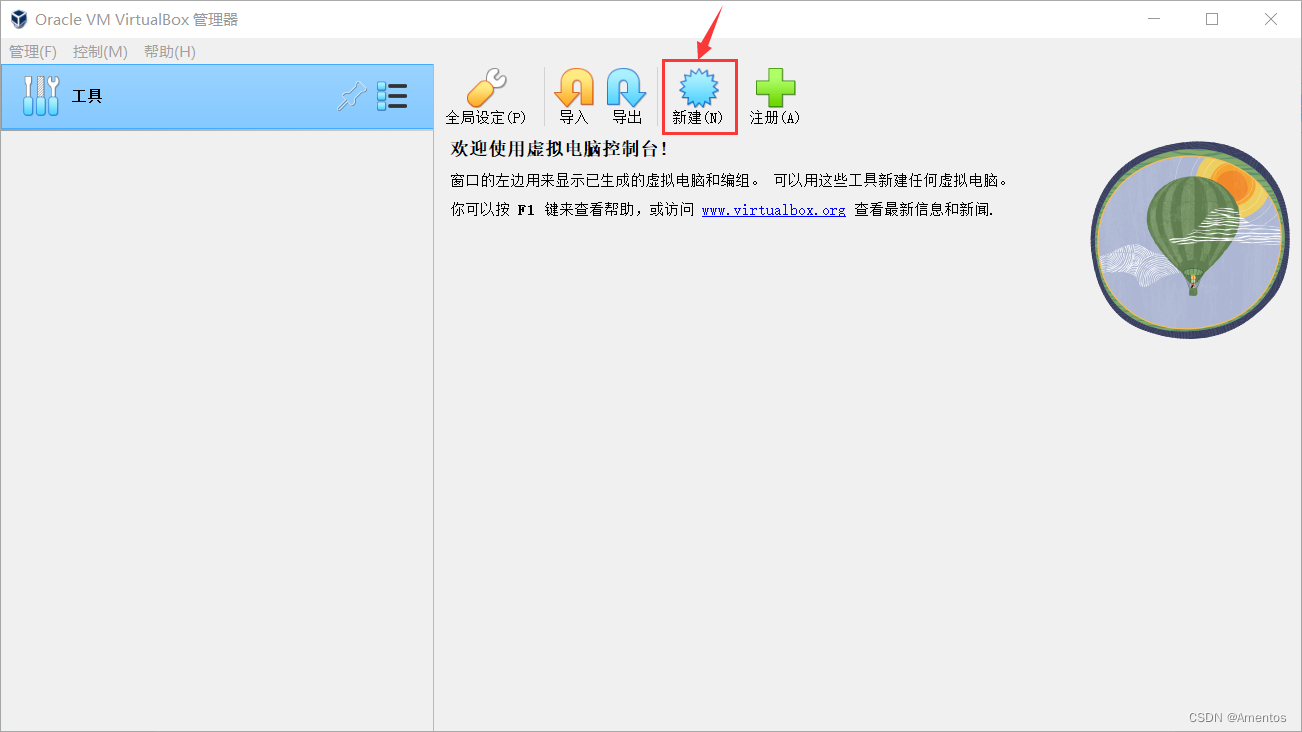 Oracle VM VirtualBox 管理器
管理(F) 控制(M) 帮助(H)
工具
全局设定(P) 导入 导出 新建(N) 注册(A)
欢迎使用虚拟电脑控制台!
窗口的左边用来显示已生成的虚拟电脑和编组。 可以用这些工具新建任何虚拟电脑。
你可以按 F1 键来查看帮助，或访问 www.virtualbox.org 查看最新信息和新闻.
CSDN @Amentos